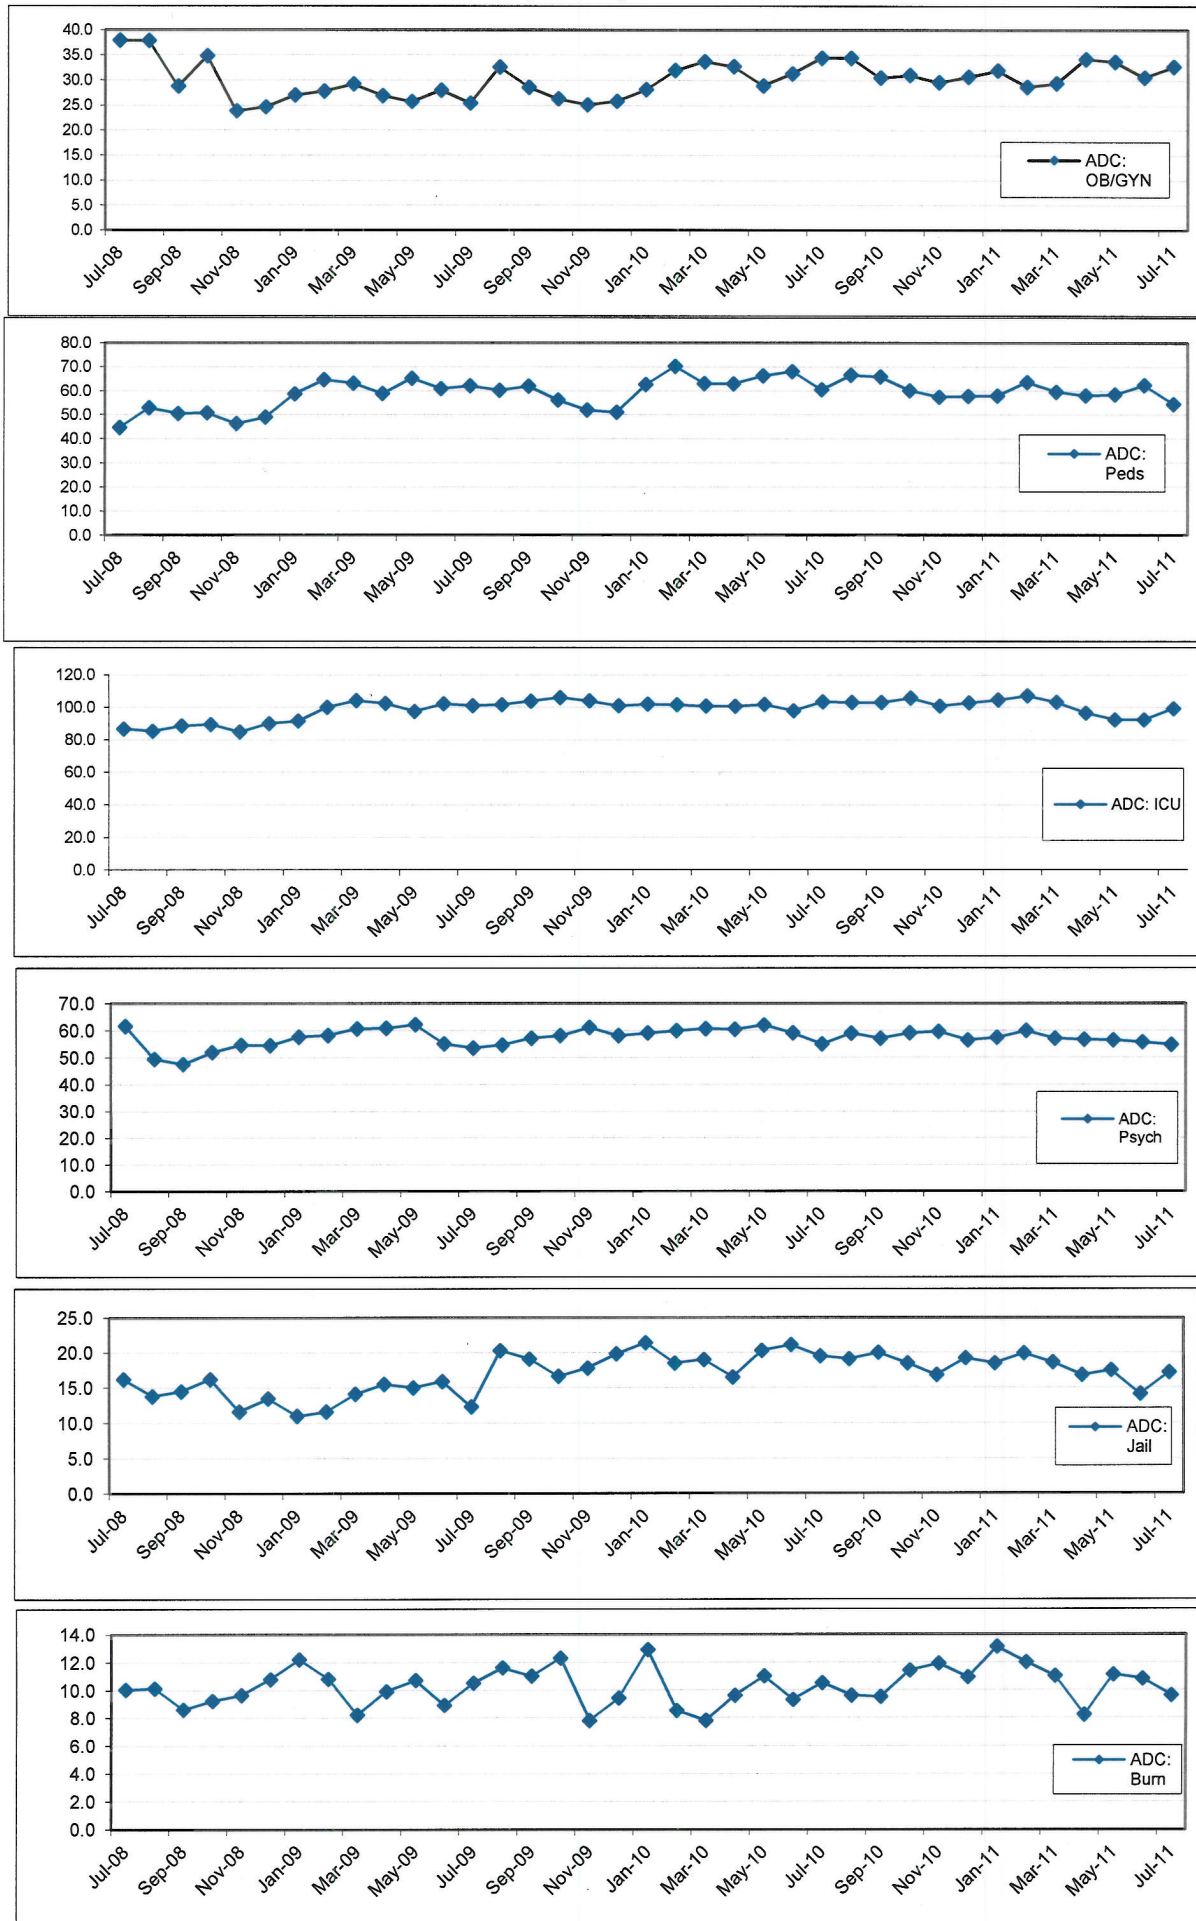 40.0
35.0
30.0
25.0
20.0
15.0
10.0
5.0
0.0
ADC:
OB/GYN
Jul-08 Sep-08 Nov-08 Jan-09 Mar-09 May-09 Jul-09 Sep-09 Nov-09 Jan-10 Mar-10 May-10 Jul-10 Sep-10 Nov-10 Jan-11 Mar-11 May-11 Jul-11
80.0
70.0
60.0
50.0
40.0
30.0
20.0
10.0
0.0
ADC:
Peds
Jul-08 Sep-08 Nov-08 Jan-09 Mar-09 May-09 Jul-09 Sep-09 Nov-09 Jan-10 Mar-10 May-10 Jul-10 Sep-10 Nov-10 Jan-11 Mar-11 May-11 Jul-11
120.0
100.0
80.0
60.0
40.0
20.0
0.0
ADC: ICU
Jul-08 Sep-08 Nov-08 Jan-09 Mar-09 May-09 Jul-09 Sep-09 Nov-09 Jan-10 Mar-10 May-10 Jul-10 Sep-10 Nov-10 Jan-11 Mar-11 May-11 Jul-11
70.0
60.0
50.0
40.0
30.0
20.0
10.0
0.0
ADC:
Psych
Jul-08 Sep-08 Nov-08 Jan-09 Mar-09 May-09 Jul-09 Sep-09 Nov-09 Jan-10 Mar-10 May-10 Jul-10 Sep-10 Nov-10 Jan-11 Mar-11 May-11 Jul-11
25.0
20.0
15.0
10.0
5.0
0.0
ADC:
Jail
Jul-08 Sep-08 Nov-08 Jan-09 Mar-09 May-09 Jul-09 Sep-09 Nov-09 Jan-10 Mar-10 May-10 Jul-10 Sep-10 Nov-10 Jan-11 Mar-11 May-11 Jul-11
14.0
12.0
10.0
8.0
6.0
4.0
2.0
0.0
ADC:
Burn
Jul-08 Sep-08 Nov-08 Jan-09 Mar-09 May-09 Jul-09 Sep-09 Nov-09 Jan-10 Mar-10 May-10 Jul-10 Sep-10 Nov-10 Jan-11 Mar-11 May-11 Jul-11